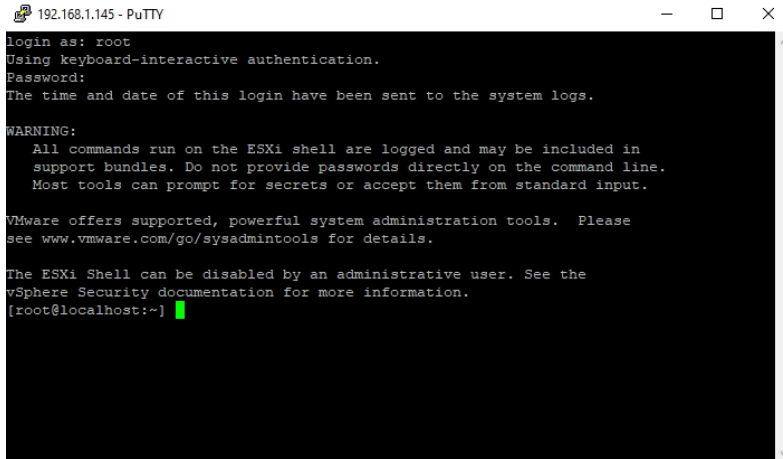 192.168.1.145 - PuTTY
login as: root
Using keyboard-interactive authentication.
Password:
The time and date of this login have been sent to the system logs.
WARNING:
All commands run on the ESXi shell are logged and may be included in
support bundles. Do not provide passwords directly on the command line.
Most tools can prompt for secrets or accept them from standard input.
VMware offers supported, powerful system administration tools. Please
see www.vmware.com/go/sysadmintools for details.
The ESXi Shell can be disabled by an administrative user. See the
vSphere Security documentation for more information.
[root@localhost:~]